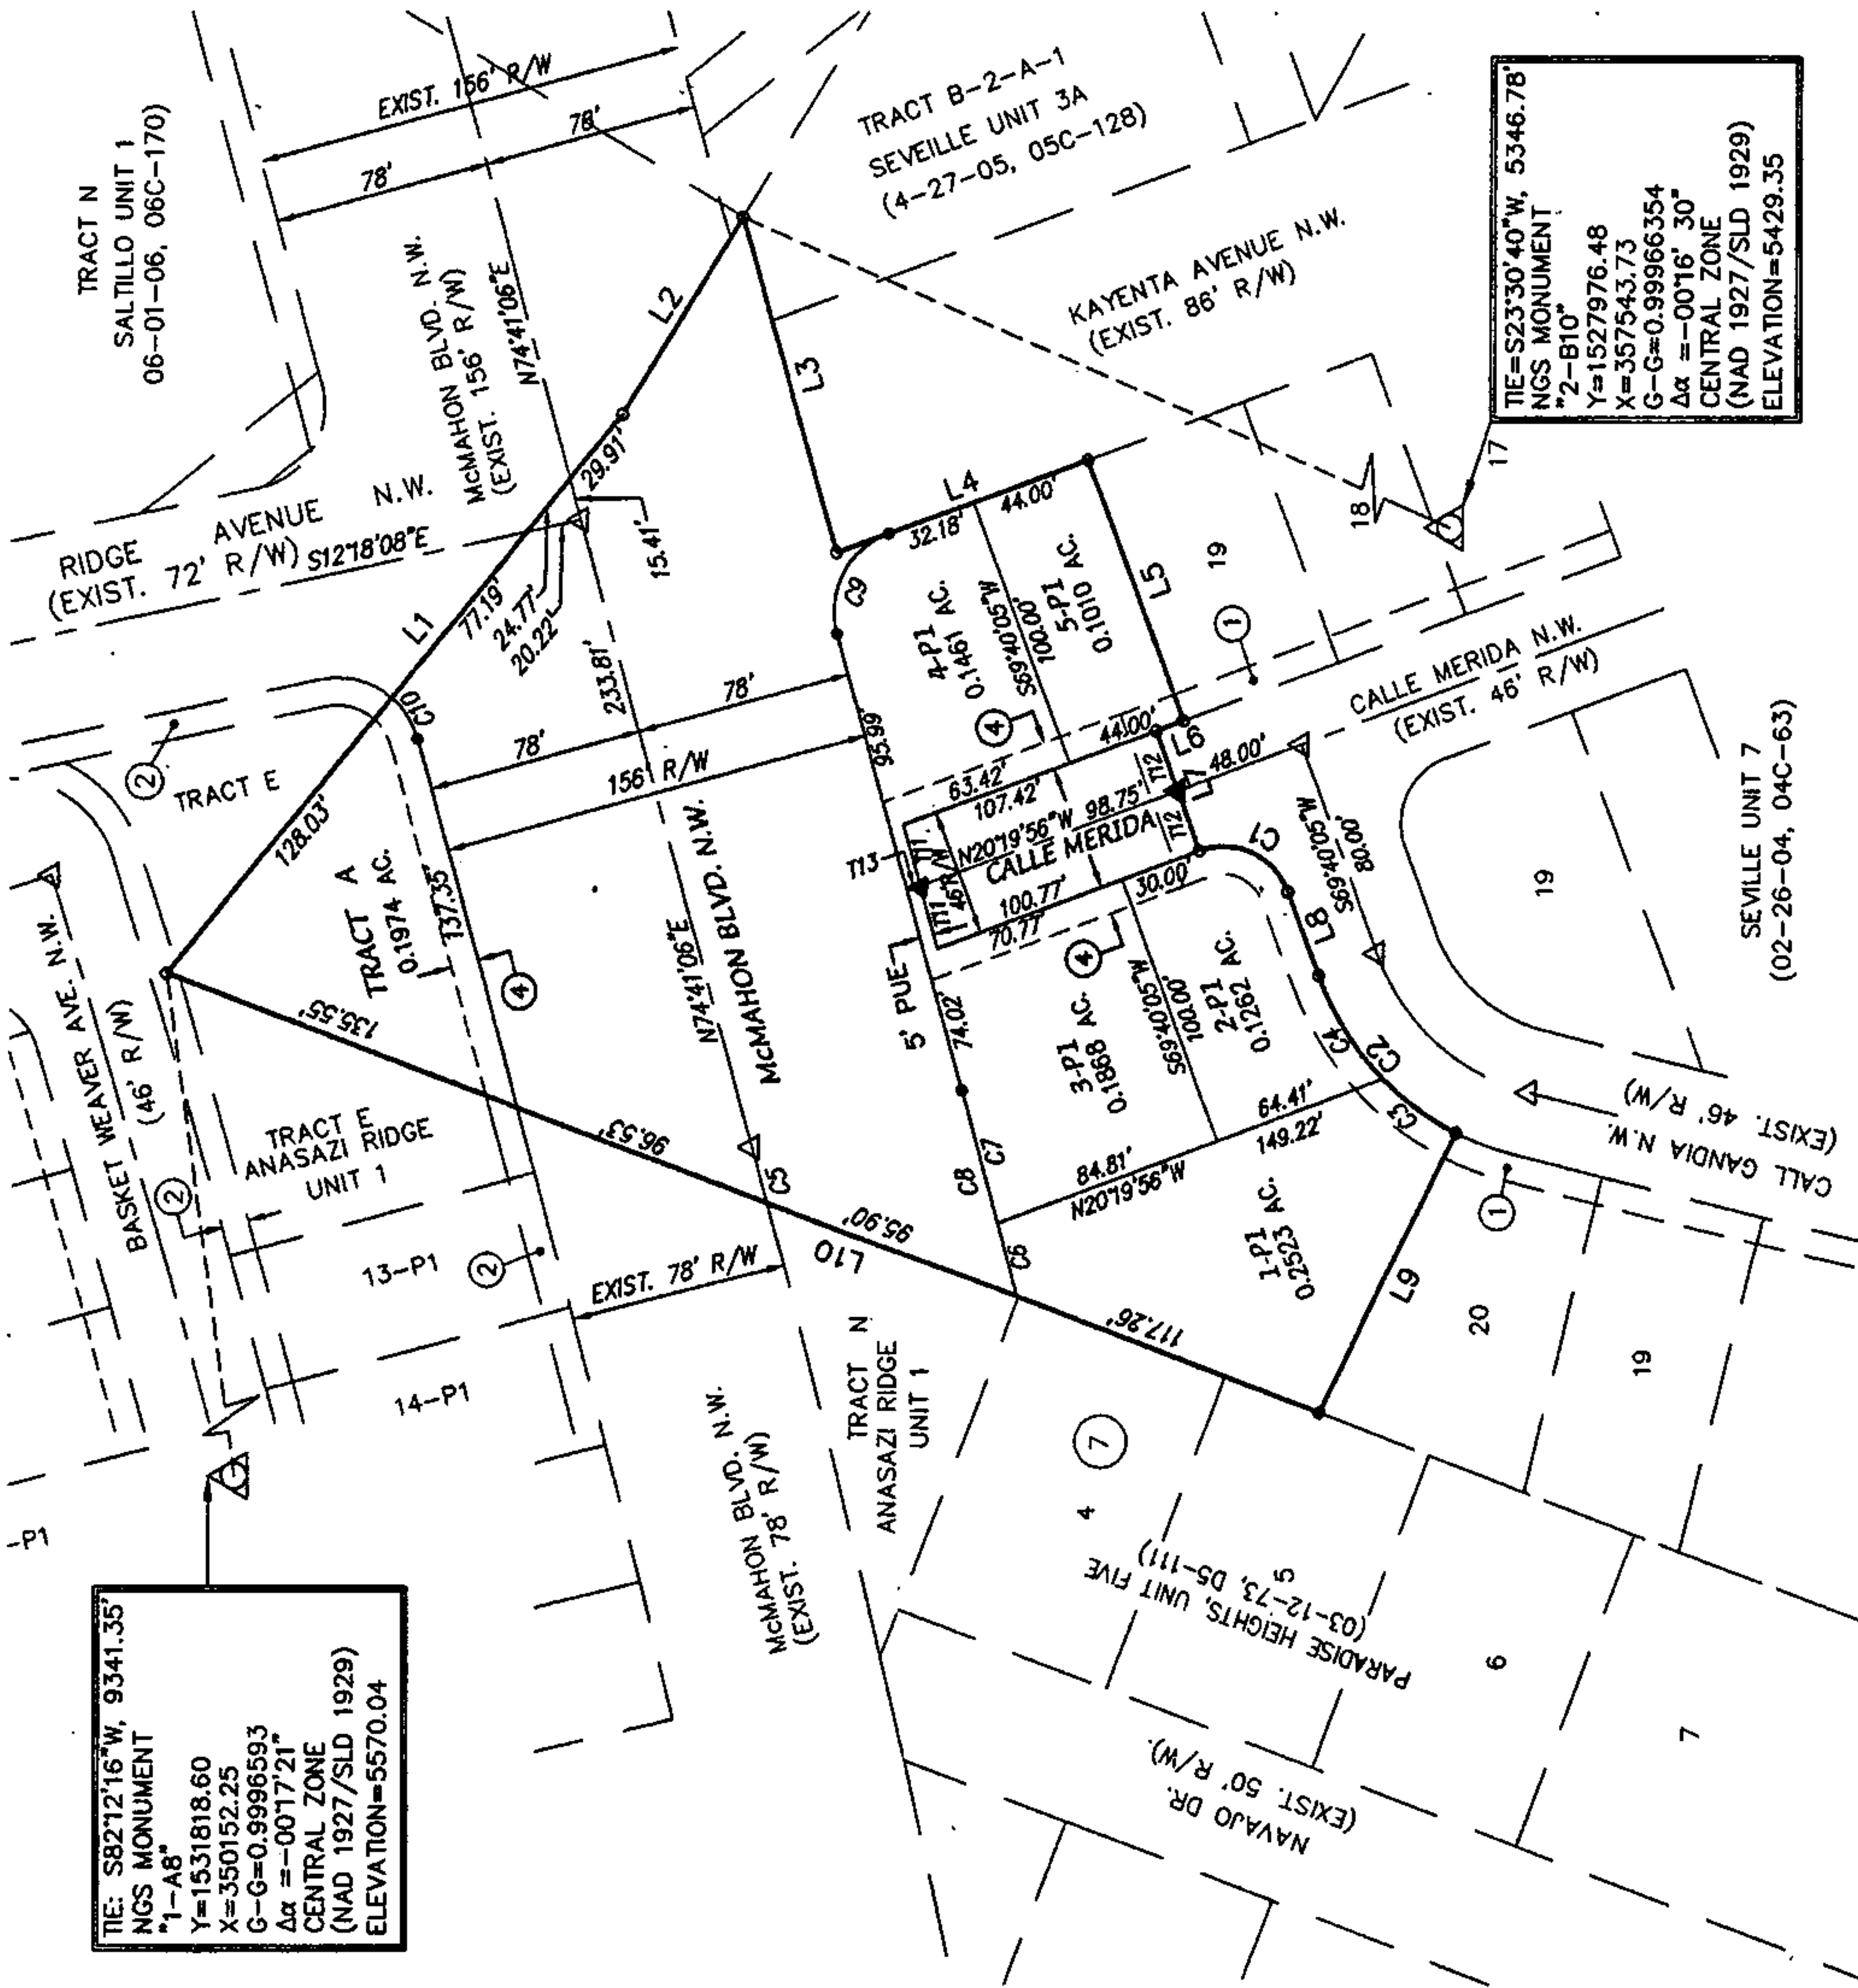 TRACT N
SALTILLO UNIT 1
06-01-06, 06C-170)
EXIST. 156' R/W
78'
78'
TRACT B-2-A-1
SEVEILLE UNIT 3A
(4-27-05, 05C-128)
RIDGE AVENUE N.W.
(EXIST. 72' R/W)
S12°18'08"E
MCMAHON BLVD. N.W.
(EXIST. 156' R/W)
N74°41'06"E
L1
77.19'
24.77'
20.22'
29.91'
15.41'
L2
L3
KAYENTA AVENUE N.W.
(EXIST. 86' R/W)
TIE=S23°30'40"W, 5346.78'
NGS MONUMENT
"2-B10"
Y=1527976.48
X=357543.73
G-G=0.99966354
Δα =-00°16' 30"
CENTRAL ZONE
(NAD 1927/SLD 1929)
ELEVATION=5429.35
17
18
19
1
BASKET WEAVER AVE. N.W.
(46' R/W)
2
TRACT E
128.03'
C10
TRACT A
0.1974 AC.
137.35'
4
135.55'
2
TRACT E
ANASAZI RIDGE
UNIT 1
13-P1
14-P1
2
-P1
EXIST. 78' R/W
96.53'
C5
95.90'
L10
N74°41'06"E
MCMAHON BLVD. N.W.
233.81'
78'
78'
156' R/W
C9
L4
32.18'
44.00'
4-P1
0.1461 AC.
S69°40'05"W
100.00'
5-P1
0.1010 AC.
L5
4
95.99'
63.42'
44.00'
107.42'
L6
T12
L7
T12
48.00'
T13
T11
T11
46' R/W
N20°19'56"W 98.75'
CALLE MERIDA
100.77'
70.77'
30.00'
5' PUE
74.02'
4
C1
3-P1
0.1868 AC.
S69°40'05"W
100.00'
2-P1
0.1262 AC.
L8
C4
C2
C3
S69°40'05"W
80.00'
CALLE MERIDA N.W.
(EXIST. 46' R/W)
19
SEVILLE UNIT 7
(02-26-04, 04C-63)
C8
C7
C6
84.81'
64.41'
N20°19'56"W
149.22'
1-P1
0.2523 AC.
117.26'
L9
1
20
19
CALL GANDIA N.W.
(EXIST. 46' R/W)
MCMAHON BLVD. N.W.
(EXIST. 78' R/W)
TRACT N
ANASAZI RIDGE
UNIT 1
7
4
5
6
7
PARADISE HEIGHTS, UNIT FIVE
(03-12-73, D5-111)
NAVAJO DR.
(EXIST. 50' R/W).
TIE: S82°12'16"W, 9341.35'
NGS MONUMENT
"1-A8"
Y=1531818.60
X=350152.25
G-G=0.9996593
Δα =-00°17'21"
CENTRAL ZONE
(NAD 1927/SLD 1929)
ELEVATION=5570.04